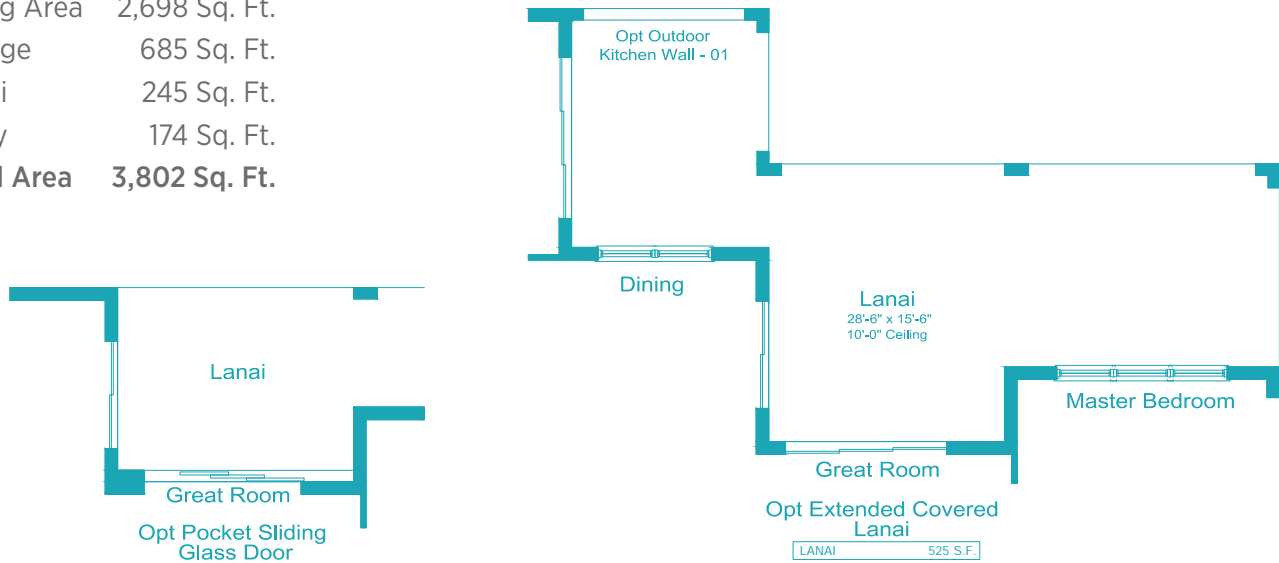 g Area 2,698 Sq. Ft.
ge 685 Sq. Ft.
i 245 Sq. Ft.
y 174 Sq. Ft.
l Area 3,802 Sq. Ft.
Opt Outdoor
Kitchen Wall - 01
Dining
Lanai
28'-6" x 15'-6"
10'-0" Ceiling
Master Bedroom
Great Room
Opt Extended Covered
Lanai
LANAI 525 S.F.
Lanai
Great Room
Opt Pocket Sliding
Glass Door